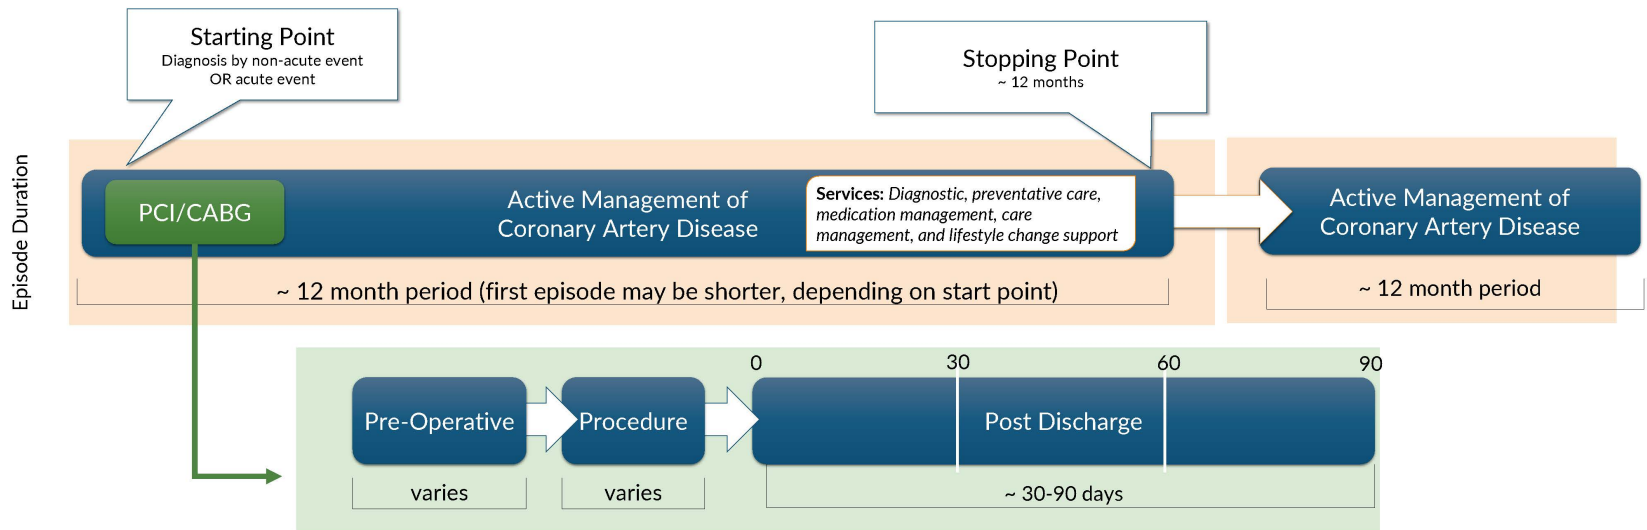 Starting Point
Diagnosis by non-acute event
OR acute event
Stopping Point
~ 12 months
Episode Duration
PCI/CABG
Active Management of
Coronary Artery Disease
Services: Diagnostic, preventative care,
medication management, care
management, and lifestyle change support
Active Management of
Coronary Artery Disease
~ 12 month period (first episode may be shorter, depending on start point)
~ 12 month period
0
30
60
90
Pre-Operative
Procedure
Post Discharge
varies
varies
~ 30-90 days